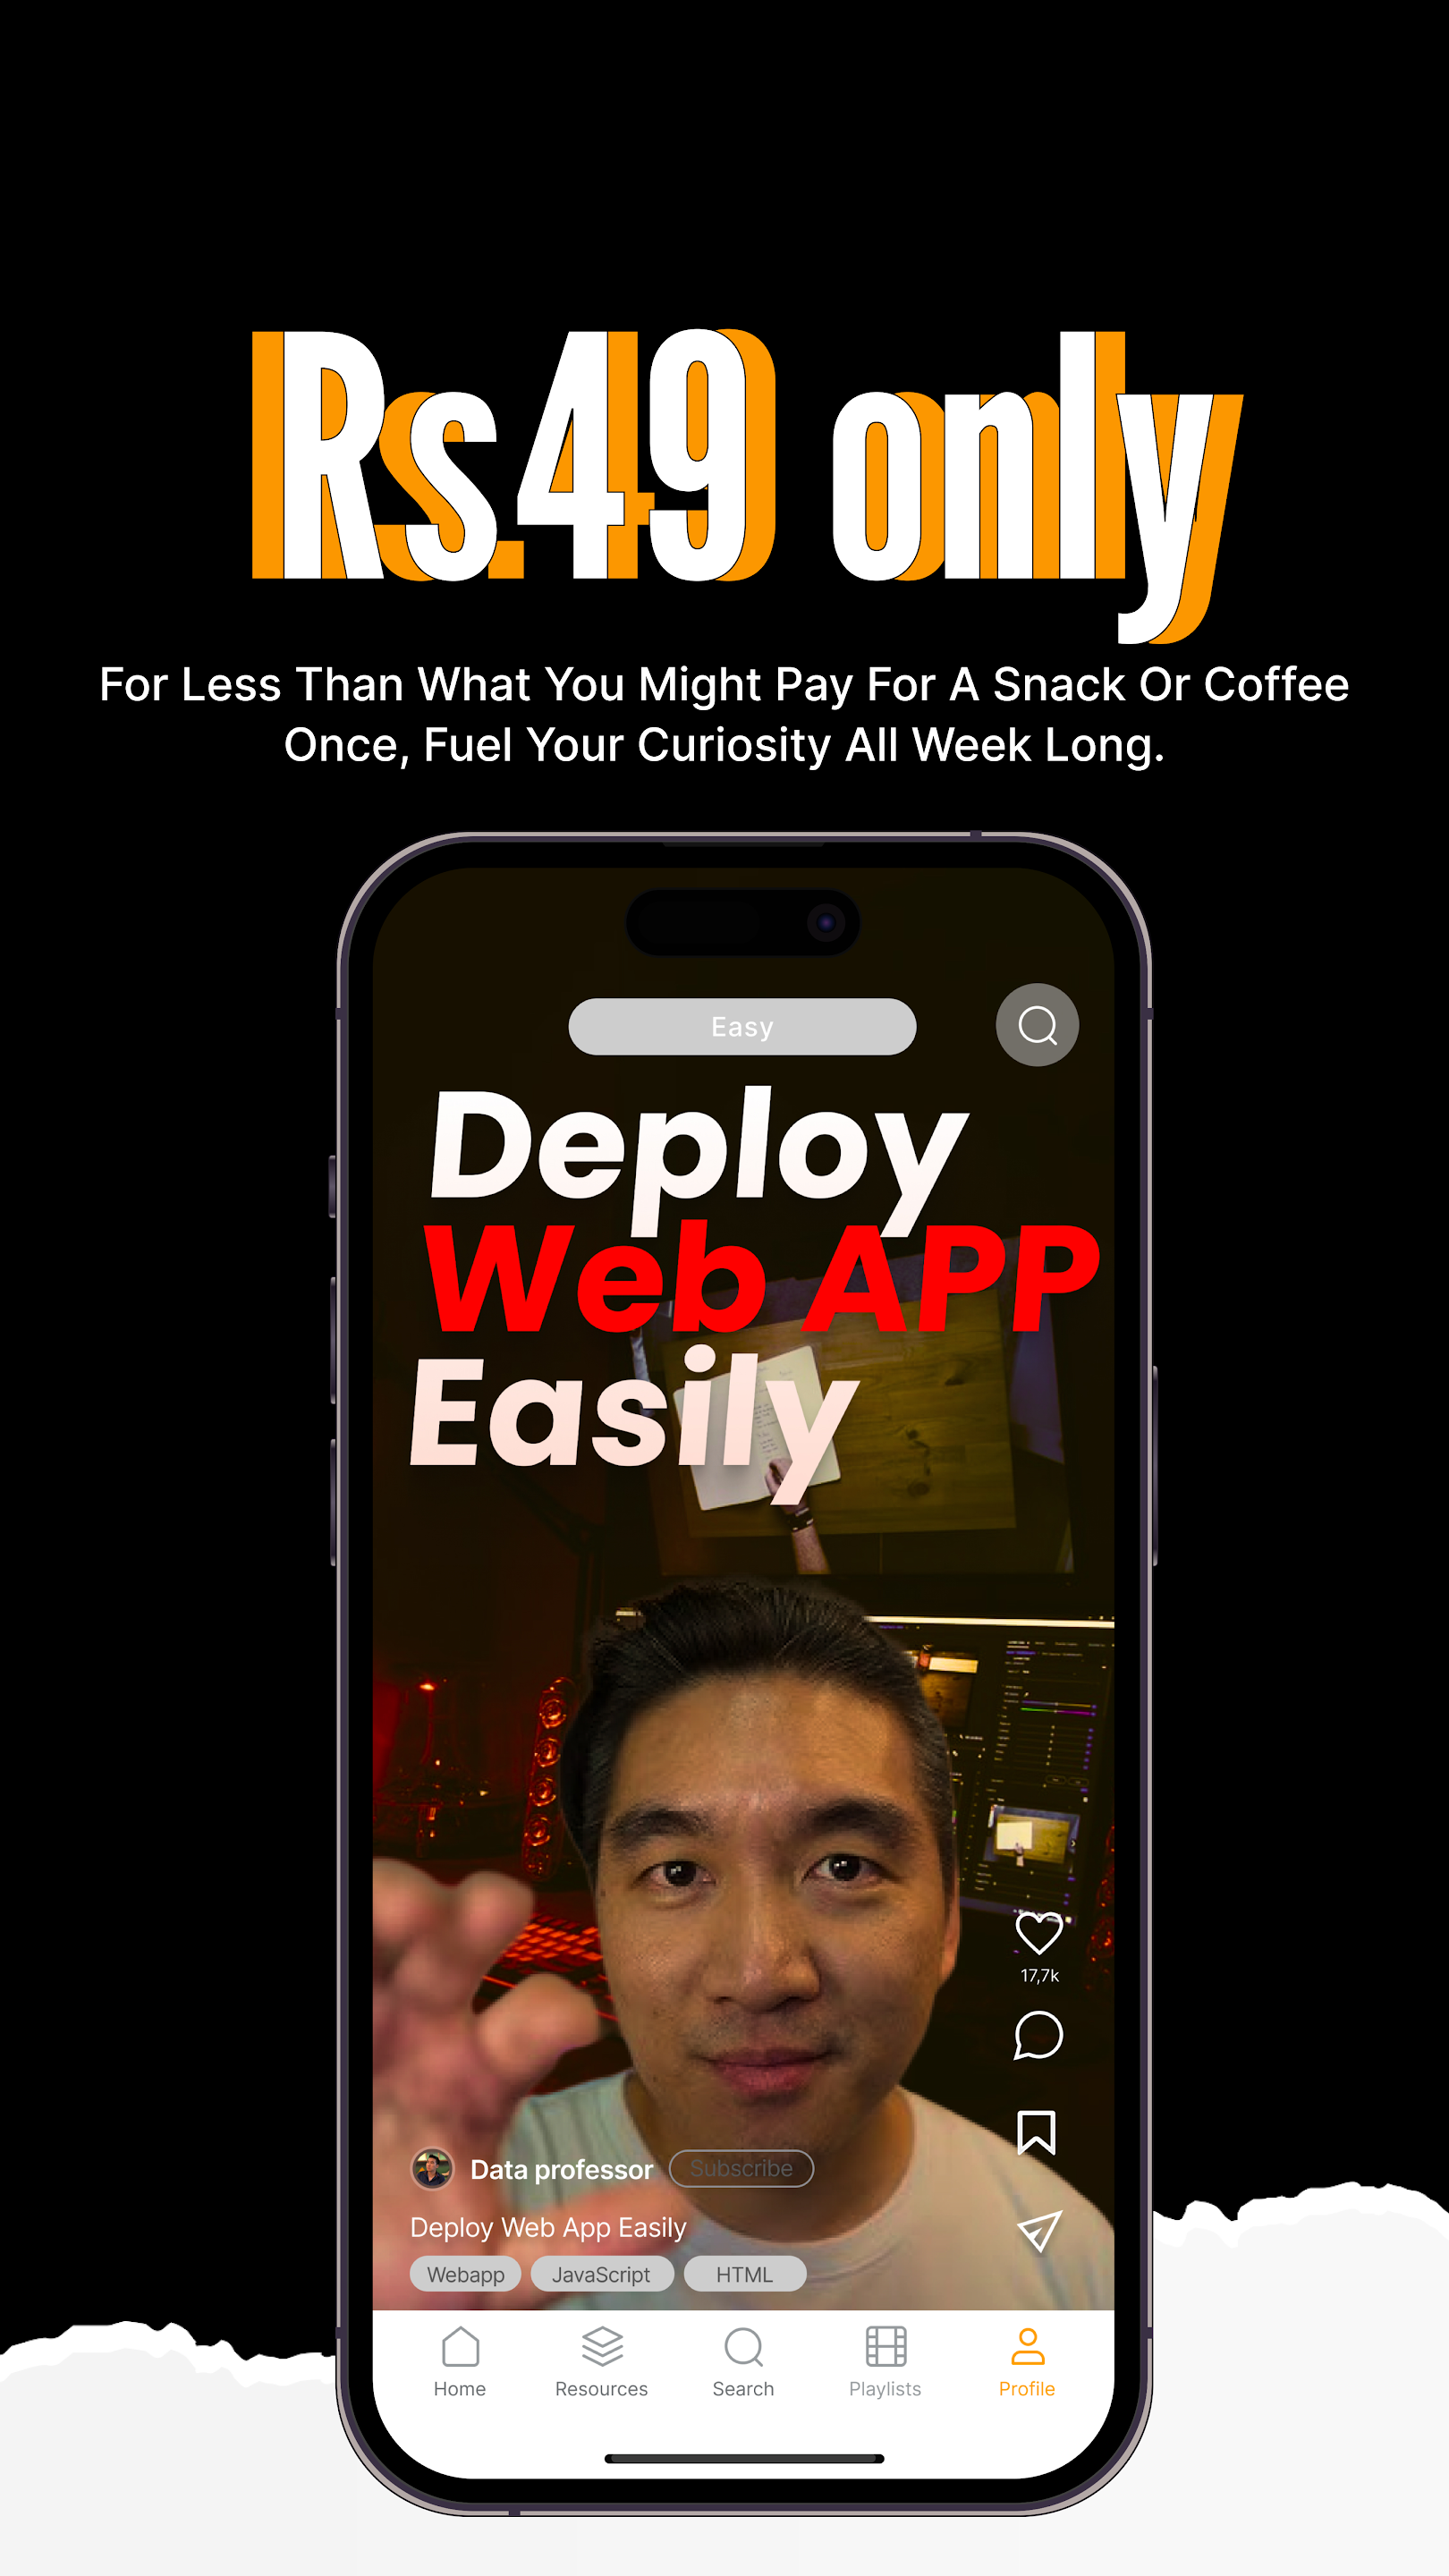 Rs.49 only
For Less Than What You Might Pay For A Snack Or Coffee
Once, Fuel Your Curiosity All Week Long.
Easy
Deploy
Web APP
Easily
17,7k
Data professor
Subscribe
Deploy Web App Easily
Webapp
JavaScript
HTML
Home
Resources
Search
Playlists
Profile